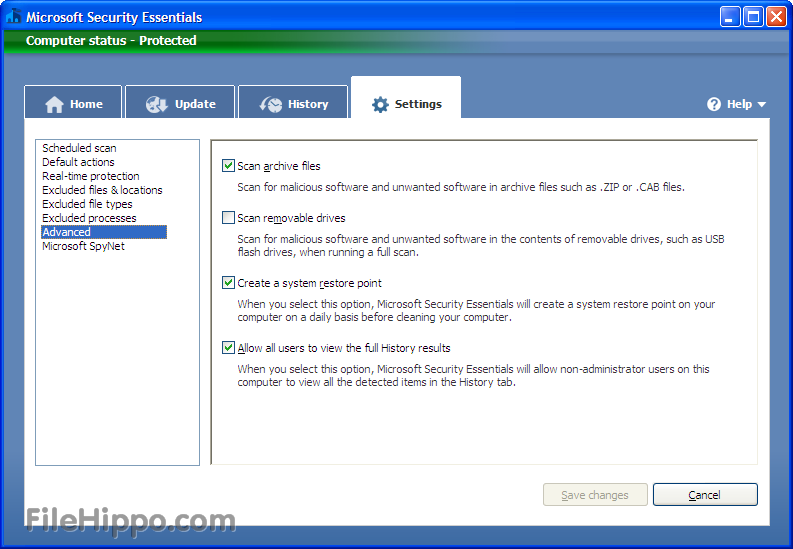 Microsoft Security Essentials
Computer status - Protected
Home
Update
History
Settings
Help
Scheduled scan
Default actions
Real-time protection
Excluded files & locations
Excluded file types
Excluded processes
Advanced
Microsoft SpyNet
Scan archive files
Scan for malicious software and unwanted software in archive files such as .ZIP or .CAB files.
Scan removable drives
Scan for malicious software and unwanted software in the contents of removable drives, such as USB
flash drives, when running a full scan.
Create a system restore point
When you select this option, Microsoft Security Essentials will create a system restore point on your
computer on a daily basis before cleaning your computer.
Allow all users to view the full History results
When you select this option, Microsoft Security Essentials will allow non-administrator users on this
computer to view all the detected items in the History tab.
Save changes
Cancel
FileHippo.com